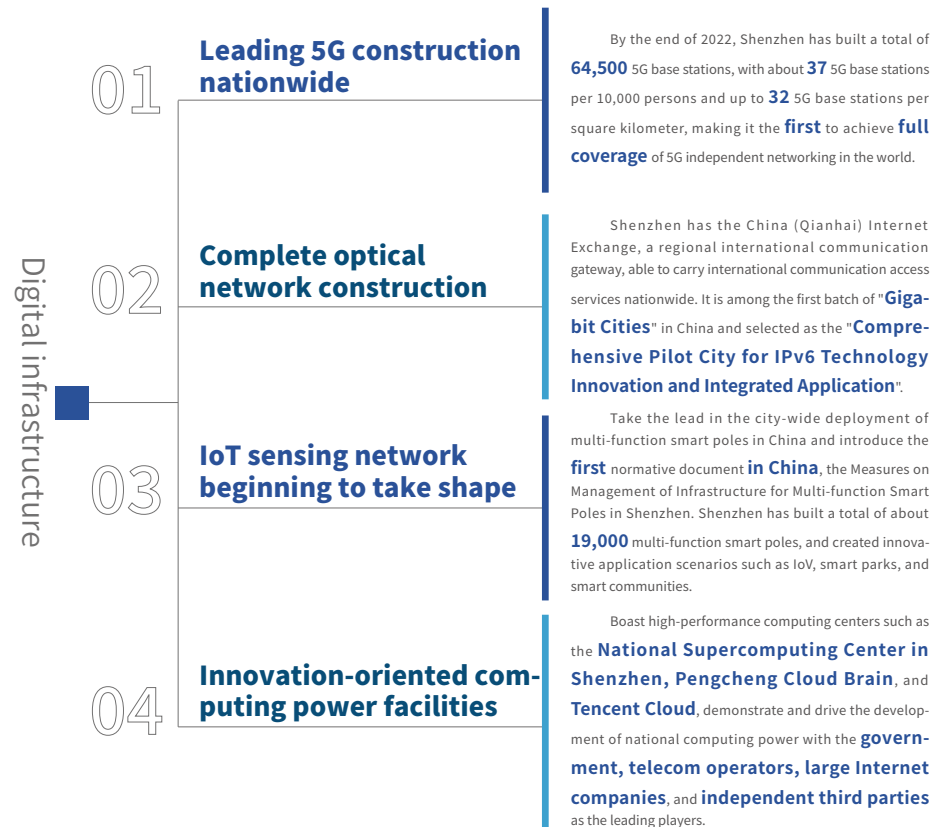 Digital infrastructure
01
Leading 5G construction
nationwide
By the end of 2022, Shenzhen has built a total of
64,500 5G base stations, with about 37 5G base stations
per 10,000 persons and up to 32 5G base stations per
square kilometer, making it the first to achieve full
coverage of 5G independent networking in the world.
02
Complete optical
network construction
Shenzhen has the China (Qianhai) Internet
Exchange, a regional international communication
gateway, able to carry international communication access
services nationwide. It is among the first batch of "Giga-
bit Cities" in China and selected as the "Compre-
hensive Pilot City for IPv6 Technology
Innovation and Integrated Application".
03
IoT sensing network
beginning to take shape
Take the lead in the city-wide deployment of
multi-function smart poles in China and introduce the
first normative document in China, the Measures on
Management of Infrastructure for Multi-function Smart
Poles in Shenzhen. Shenzhen has built a total of about
19,000 multi-function smart poles, and created innova-
tive application scenarios such as IoV, smart parks, and
smart communities.
04
Innovation-oriented com-
puting power facilities
Boast high-performance computing centers such as
the National Supercomputing Center in
Shenzhen, Pengcheng Cloud Brain, and
Tencent Cloud, demonstrate and drive the develop-
ment of national computing power with the govern-
ment, telecom operators, large Internet
companies, and independent third parties
as the leading players.